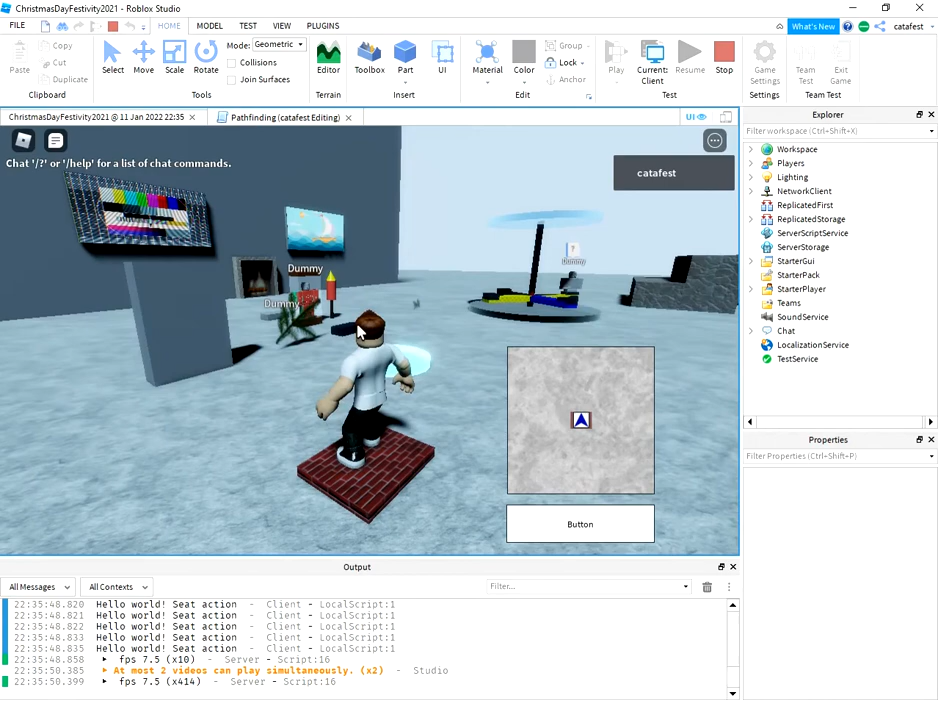 ChristmasDayFestivity2021 - Roblox Studio
FILE HOME MODEL TEST VIEW PLUGINS What's New catafest
Paste Copy Cut Duplicate Select Move Scale Rotate Mode: Geometric Collisions Join Surfaces Editor Toolbox Part UI Material Color Group Lock Anchor Play Current: Client Resume Stop Game Settings Team Test Exit Game
Clipboard Tools Terrain Insert Edit Test Settings Team Test
ChristmasDayFestivity2021 @ 11 Jan 2022 22:35 Pathfinding (catafest Editing) UI
Chat '/?' or '/help' for a list of chat commands.
catafest
Dummy
Dummy
Dummy
Button
Explorer
Filter workspace (Ctrl+Shift+X)
Workspace
Players
Lighting
NetworkClient
ReplicatedFirst
ReplicatedStorage
ServerScriptService
ServerStorage
StarterGui
StarterPack
StarterPlayer
Teams
SoundService
Chat
LocalizationService
TestService
Properties
Filter Properties (Ctrl+Shift+P)
Output
All Messages All Contexts Filter...
22:35:48.820 Hello world! Seat action - Client - LocalScript:1
22:35:48.821 Hello world! Seat action - Client - LocalScript:1
22:35:48.822 Hello world! Seat action - Client - LocalScript:1
22:35:48.833 Hello world! Seat action - Client - LocalScript:1
22:35:48.835 Hello world! Seat action - Client - LocalScript:1
22:35:48.858 fps 7.5 (x10) - Server - Script:16
22:35:50.385 At most 2 videos can play simultaneously. (x2) - Studio
22:35:50.399 fps 7.5 (x414) - Server - Script:16